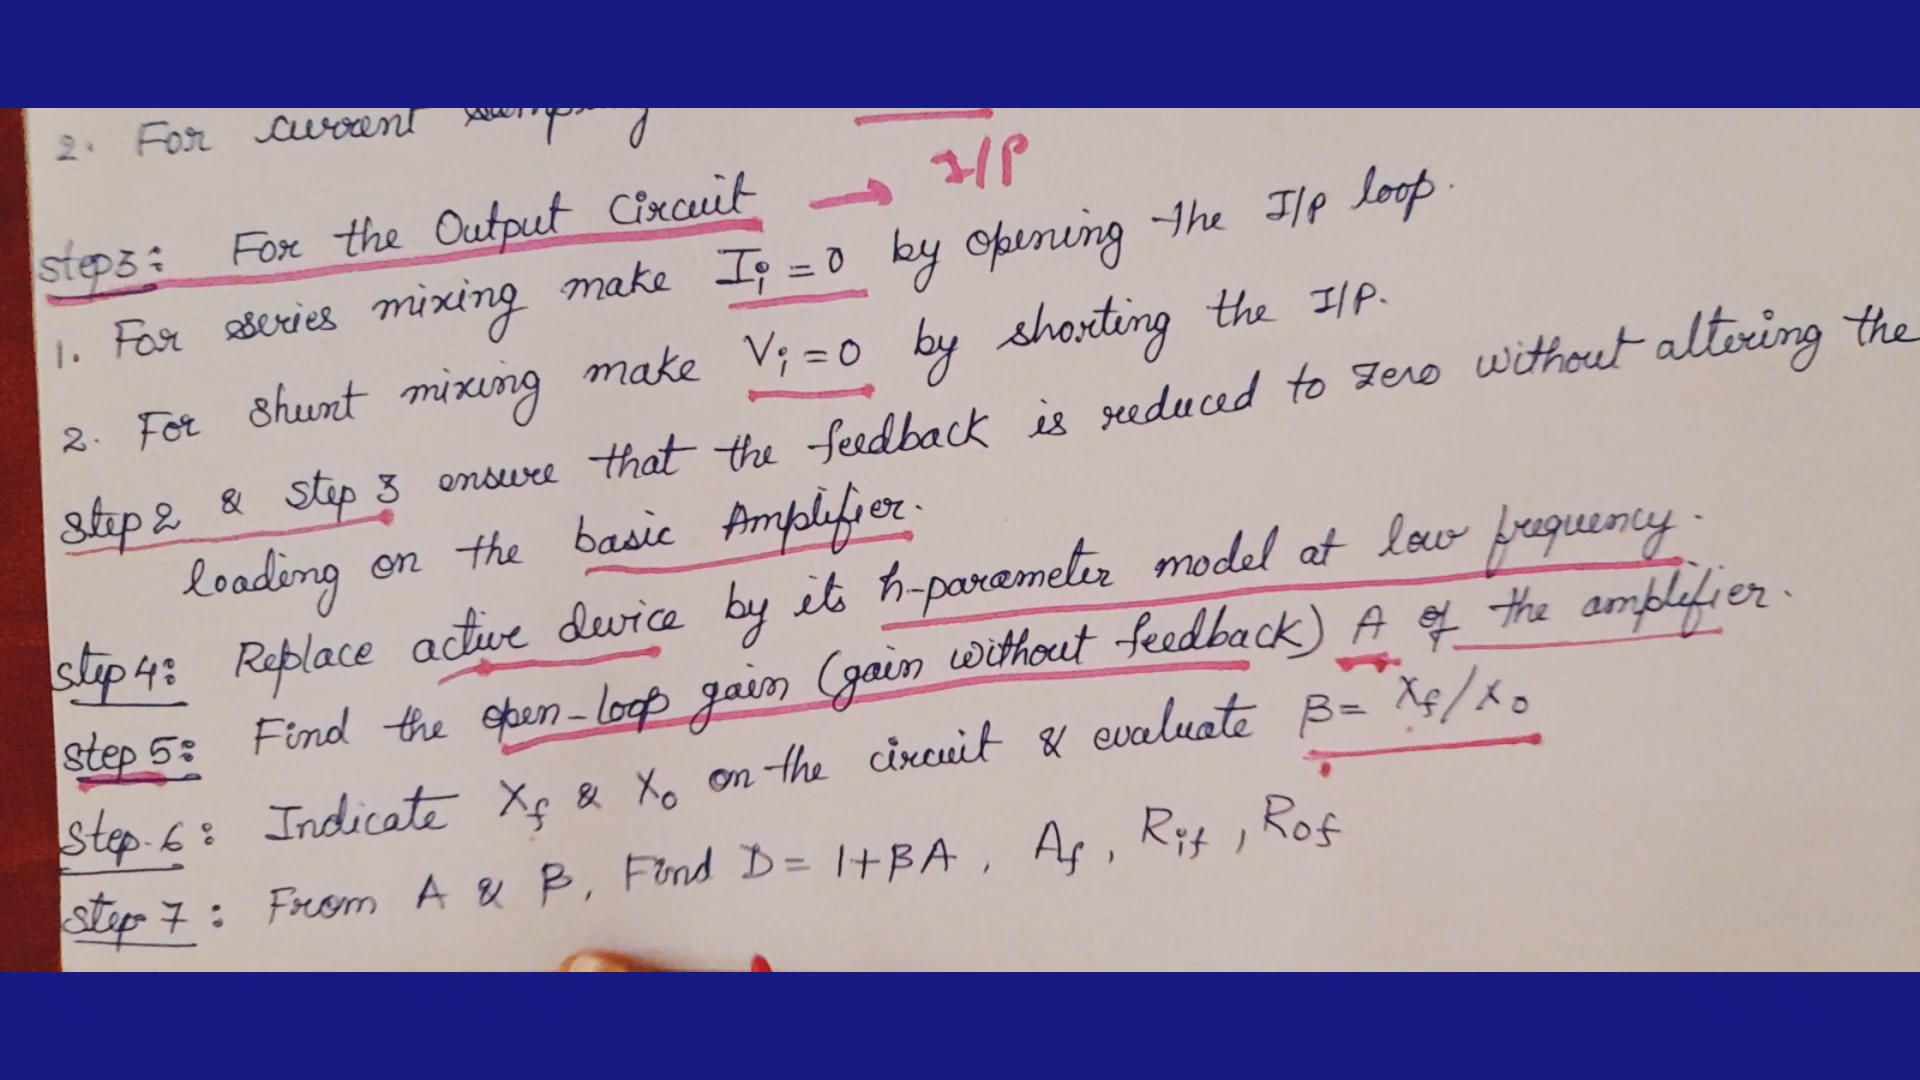 2. For current sampling
I/P
Step 3: For the Output Circuit →
1. For series mixing make Ii = 0 by opening the I/P loop.
2. For shunt mixing make Vi = 0 by shorting the I/P.
Step 2 & Step 3 ensure that the feedback is reduced to zero without altering the
loading on the basic Amplifier.
Step 4: Replace active device by its h-parameter model at low frequency.
Step 5: Find the open-loop gain (gain without feedback) A of the amplifier.
Step-6: Indicate Xf & Xo on the circuit & evaluate β = Xf/Xo
Step 7: From A & β, Find D = 1+βA, Af, Rif, Rof